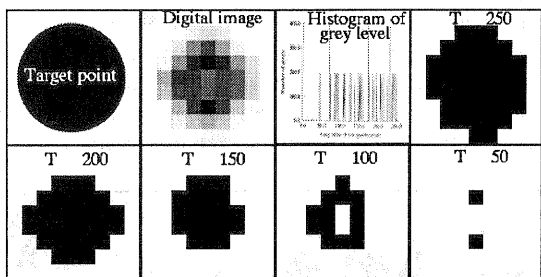 Target point
Digital image
Histogram of
grey level
T 250
T 200
T 150
T 100
T 50